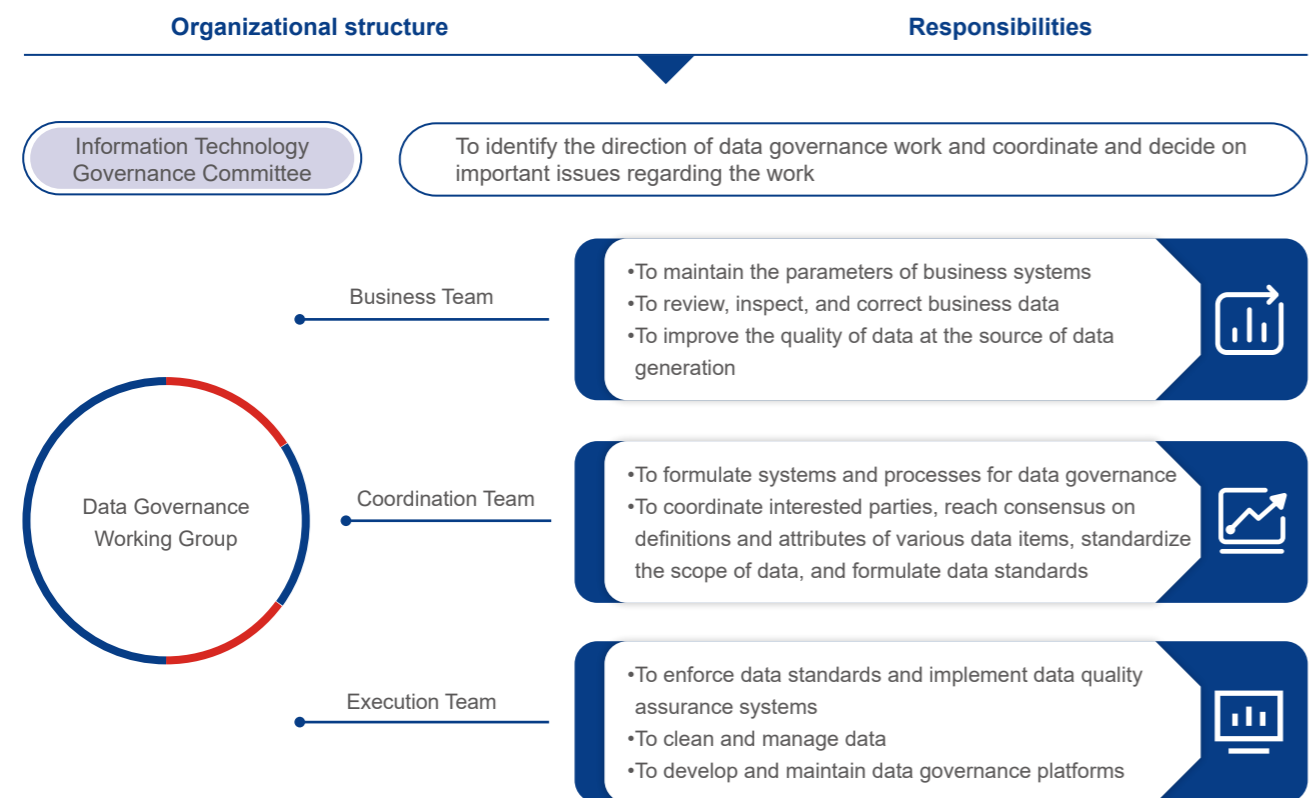 Organizational structure
Responsibilities
Information Technology
Governance Committee
To identify the direction of data governance work and coordinate and decide on
important issues regarding the work
Data Governance
Working Group
Business Team
•To maintain the parameters of business systems
•To review, inspect, and correct business data
•To improve the quality of data at the source of data
generation
Coordination Team
•To formulate systems and processes for data governance
•To coordinate interested parties, reach consensus on
definitions and attributes of various data items, standardize
the scope of data, and formulate data standards
Execution Team
•To enforce data standards and implement data quality
assurance systems
•To clean and manage data
•To develop and maintain data governance platforms